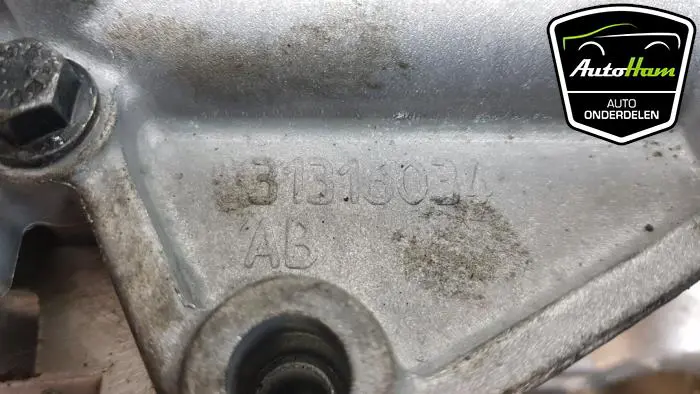 AutoHam
AUTO
ONDERDELEN
31316034
AB